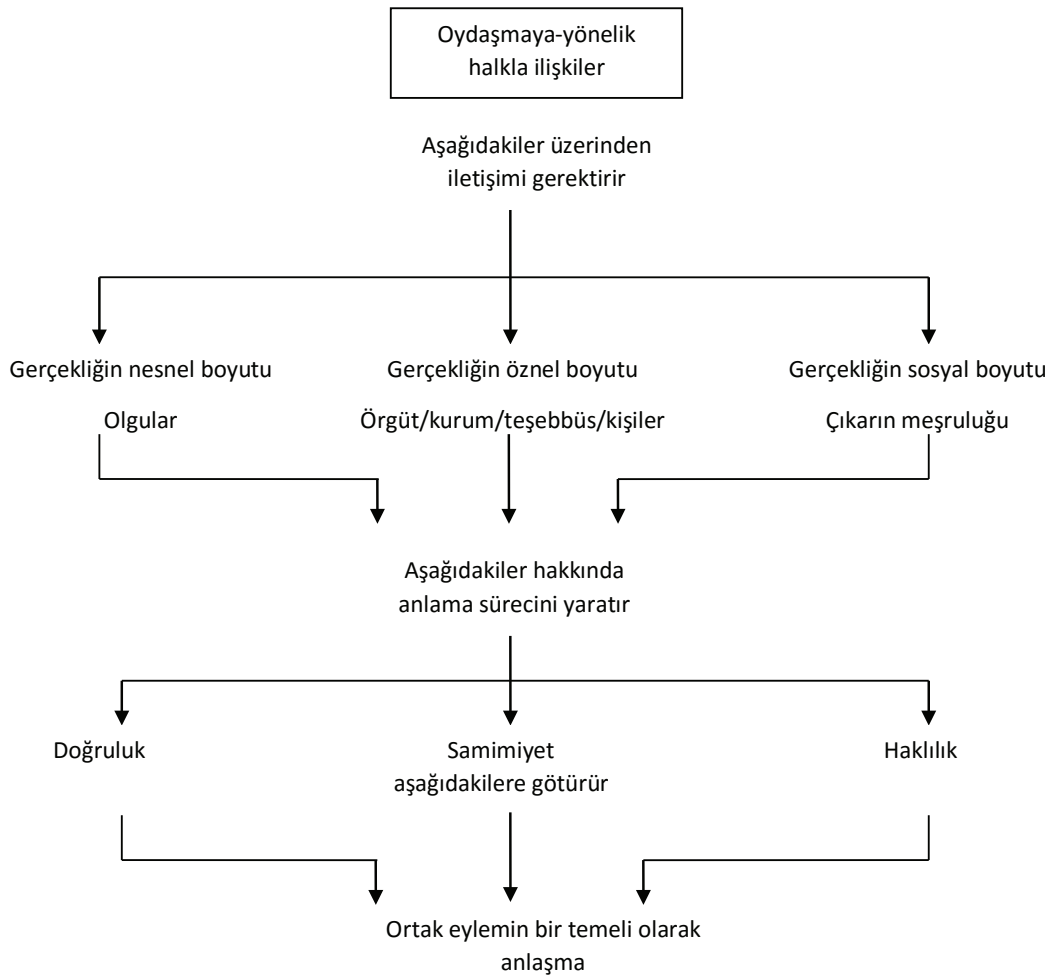 Oydaşmaya-yönelik
halkla ilişkiler
Aşağıdakiler üzerinden
iletişimi gerektirir
Gerçekliğin nesnel boyutu
Gerçekliğin öznel boyutu
Gerçekliğin sosyal boyutu
Olgular
Örgüt/kurum/teşebbüs/kişiler
Çıkarın meşruluğu
Aşağıdakiler hakkında
anlama sürecini yaratır
Doğruluk
Samimiyet
Haklılık
aşağıdakilere götürür
Ortak eylemin bir temeli olarak
anlaşma